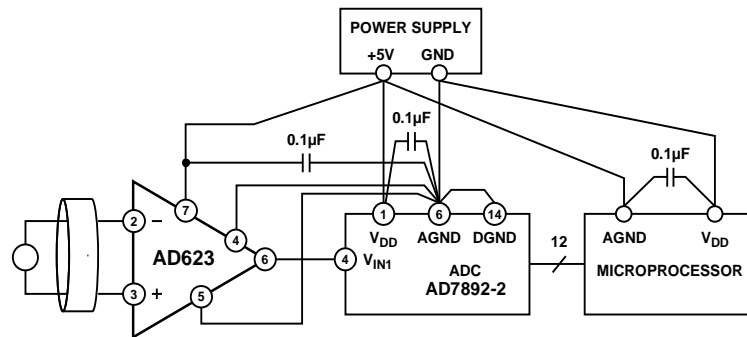 POWER SUPPLY
+5V GND
0.1µF
0.1µF
0.1µF
7
1
6
14
2
−
4
VDD
AGND
DGND
12
AGND
VDD
AD623
6
4
VIN1
ADC
AD7892-2
MICROPROCESSOR
3
+
5